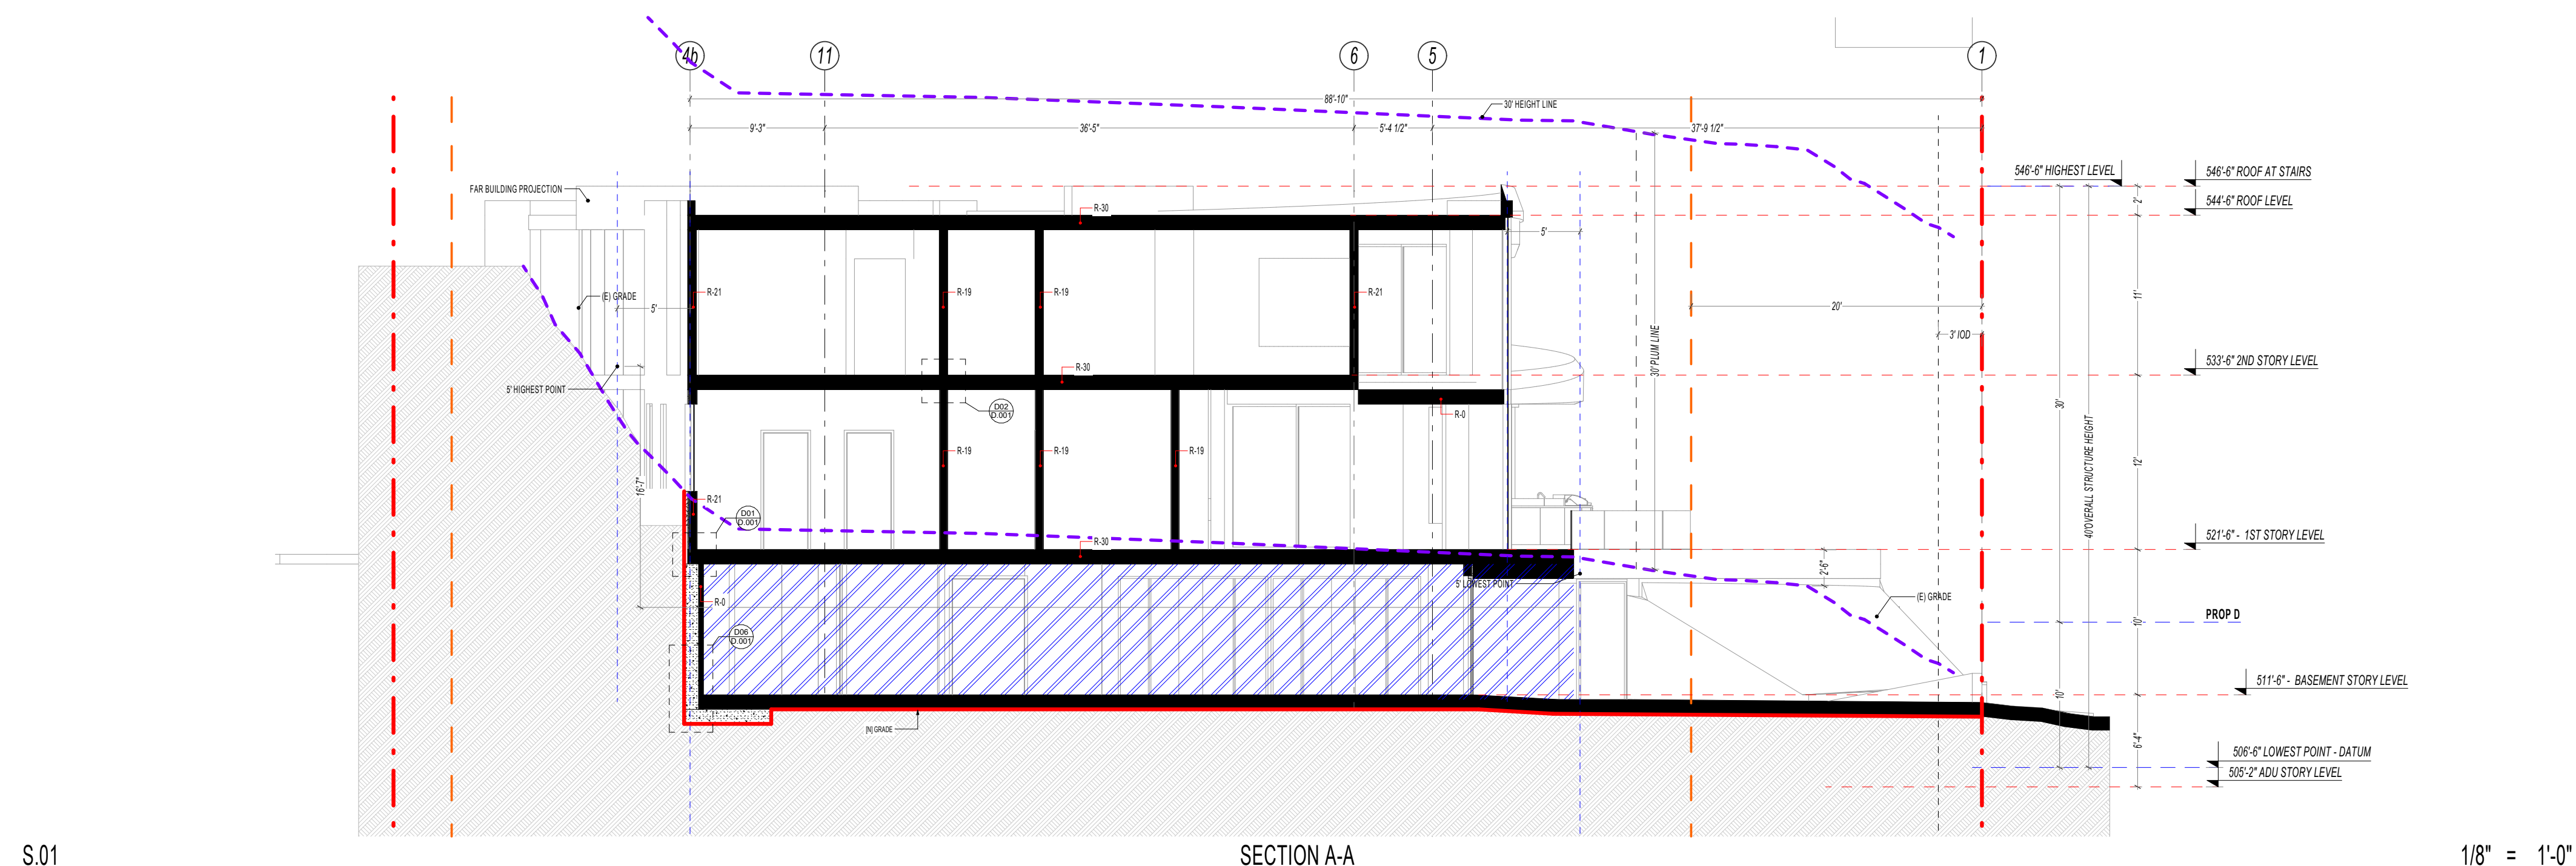 4b
11
6
5
1
88'-10"
30' HEIGHT LINE
9'-3"
36'-5"
5'-4 1/2"
37'-9 1/2"
546'-6" HIGHEST LEVEL
546'-6" ROOF AT STAIRS
FAR BUILDING PROJECTION
2'
544'-6" ROOF LEVEL
R-30
5'
(E) GRADE
R-21
R-19
R-19
R-21
11'
5'
20'
3' IOD
30' PLUM LINE
533'-6" 2ND STORY LEVEL
R-30
5' HIGHEST POINT
D02
D.001
R-0
30'
40' OVERALL STRUCTURE HEIGHT
R-19
R-19
R-19
12'
16'-7"
R-21
D01
D.001
521'-6" - 1ST STORY LEVEL
R-30
5' LOWEST POINT
2'-6"
R-0
(E) GRADE
PROP D
10'
D06
D.001
511'-6" - BASEMENT STORY LEVEL
10'
[N] GRADE
6'-4"
506'-6" LOWEST POINT - DATUM
505'-2" ADU STORY LEVEL
S.01
SECTION A-A
1/8" = 1'-0"